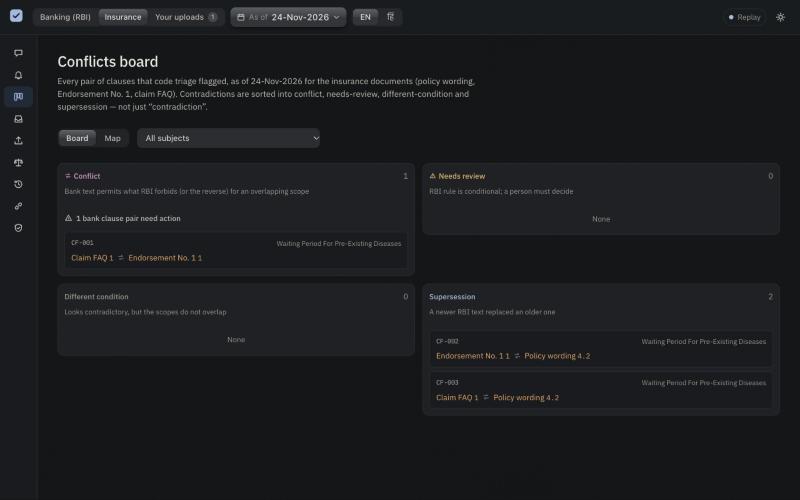 Banking (RBI) Insurance Your uploads 1 As of 24-Nov-2026 EN हि Replay
Conflicts board
Every pair of clauses that code triage flagged, as of 24-Nov-2026 for the insurance documents (policy wording,
Endorsement No. 1, claim FAQ). Contradictions are sorted into conflict, needs-review, different-condition and
supersession — not just “contradiction”.
Board Map All subjects
Conflict 1
Bank text permits what RBI forbids (or the reverse) for an overlapping scope
1 bank clause pair need action
CF-001 Waiting Period For Pre-Existing Diseases
Claim FAQ 1 ⇄ Endorsement No. 1 1
Needs review 0
RBI rule is conditional; a person must decide
None
Different condition 0
Looks contradictory, but the scopes do not overlap
None
Supersession 2
A newer RBI text replaced an older one
CF-002 Waiting Period For Pre-Existing Diseases
Endorsement No. 1 1 ⇄ Policy wording 4.2
CF-003 Waiting Period For Pre-Existing Diseases
Claim FAQ 1 ⇄ Policy wording 4.2